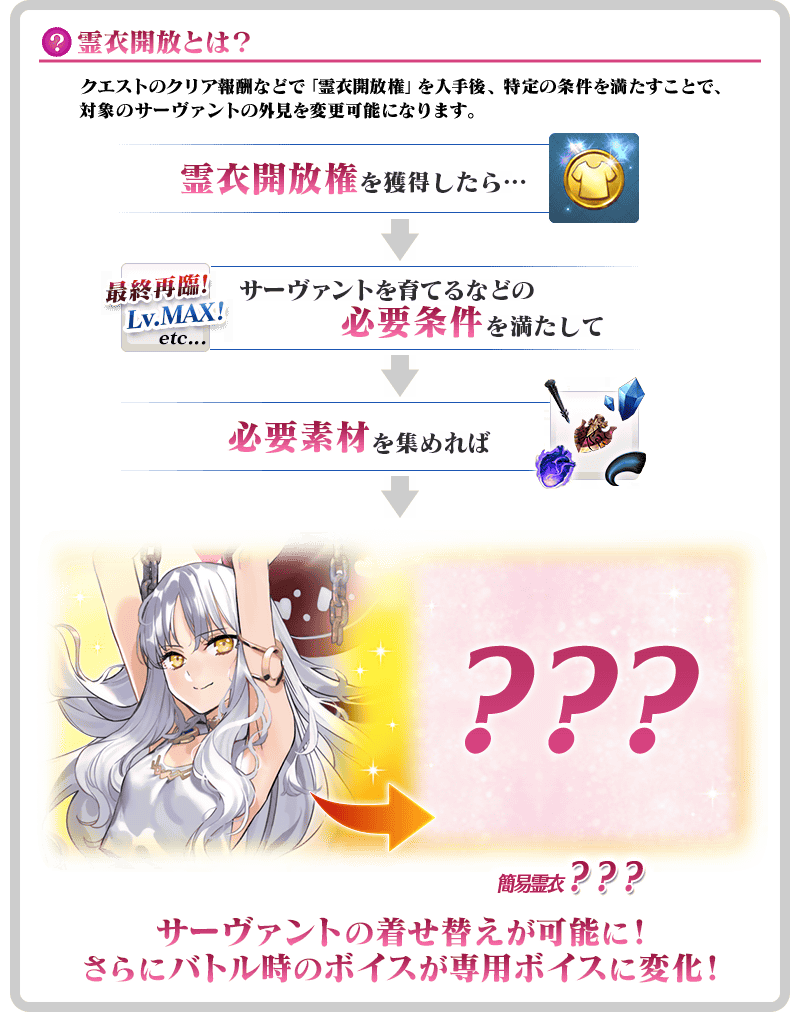 ? 霊衣開放とは？
クエストのクリア報酬などで「霊衣開放権」を入手後、特定の条件を満たすことで、
対象のサーヴァントの外見を変更可能になります。
霊衣開放権を獲得したら…
最終再臨!
Lv.MAX!
etc...
サーヴァントを育てるなどの
必要条件を満たして
必要素材を集めれば
???
簡易霊衣???
サーヴァントの着せ替えが可能に！
さらにバトル時のボイスが専用ボイスに変化！